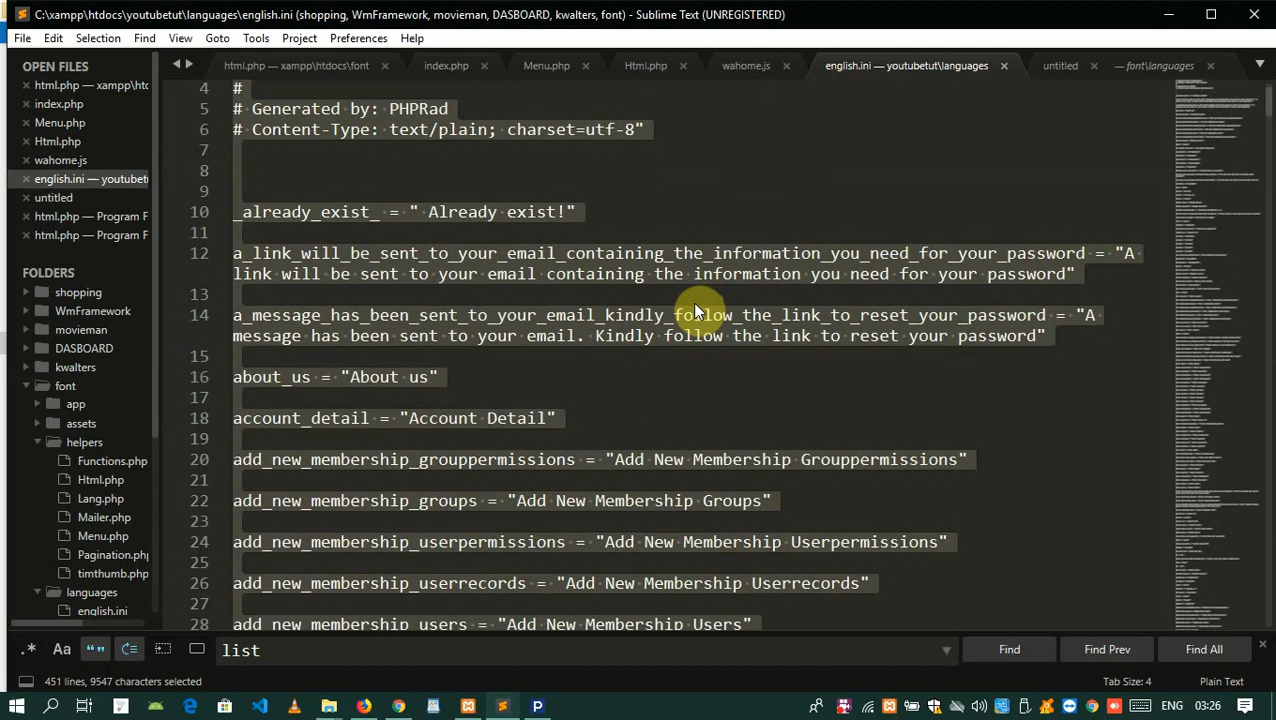 C:\xampp\htdocs\youtubetut\languages\english.ini (shopping, WmFramework, movieman, DASBOARD, kwalters, font) - Sublime Text (UNREGISTERED)
File Edit Selection Find View Goto Tools Project Preferences Help
OPEN FILES
html.php — xampp\htdocs\font
index.php
Menu.php
Html.php
wahome.js
english.ini — youtubetut\languages
untitled
— font\languages
html.php — xampp\ht
index.php
Menu.php
Html.php
wahome.js
english.ini — youtubet
untitled
html.php — Program F
html.php — Program F
FOLDERS
shopping
WmFramework
movieman
DASBOARD
kwalters
font
app
assets
helpers
Functions.php
Html.php
Lang.php
Mailer.php
Menu.php
Pagination.php
timthumb.php
languages
english.ini
4 #
5 # Generated by: PHPRad
6 # Content-Type: text/plain; charset=utf-8"
7
8
9
10 _already_exist_ = " Already exist!"
11
12 a_link_will_be_sent_to_your_email_containing_the_information_you_need_for_your_password = "A
link will be sent to your email containing the information you need for your password"
13
14 follow_the_link_to_reset_your_password = "A
message has been sent to your email. Kindly follow the link to reset your password"
15
16 about_us = "About us"
17
18 account_email = "Account Email"
19
20 add_new_membership_grouppermissions = "Add New Membership Grouppermissions"
21
22 add_new_membership_groups = "Add New Membership Groups"
23
24 add_new_membership_userpermissions = "Add New Membership Userpermissions"
25
26 add_new_membership_userrecords = "Add New Membership Userrecords"
27
28 add_new_membership_users = "Add New Membership Users"
.* Aa “” list Find Find Prev Find All
451 lines, 9547 characters selected Tab Size: 4 Plain Text
ENG 03:26